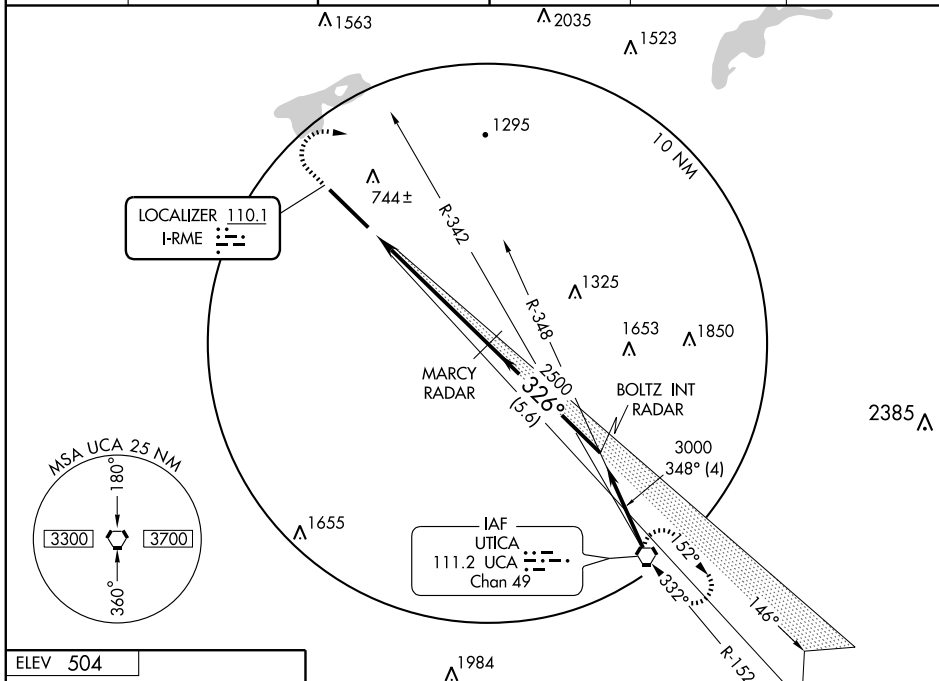 1563
2035
1523
1295
10 NM
744±
LOCALIZER 110.1
I-RME
R-342
R-348
1325
1653
1850
MARCY
RADAR
2500
326°
(5.6)
BOLTZ INT
RADAR
2385
3000
348° (4)
MSA UCA 25 NM
180°
3300
3700
360°
1655
IAF
UTICA
111.2 UCA
Chan 49
152°
332°
146°
R-152
ELEV 504
1984